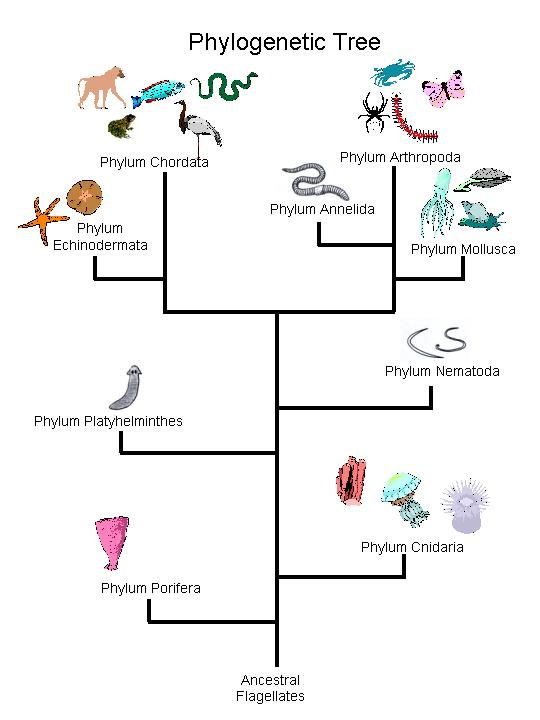 Phylogenetic Tree
Phylum Chordata
Phylum Arthropoda
Phylum Annelida
Phylum
Echinodermata
Phylum Mollusca
Phylum Nematoda
Phylum Platyhelminthes
Phylum Cnidaria
Phylum Porifera
Ancestral
Flagellates